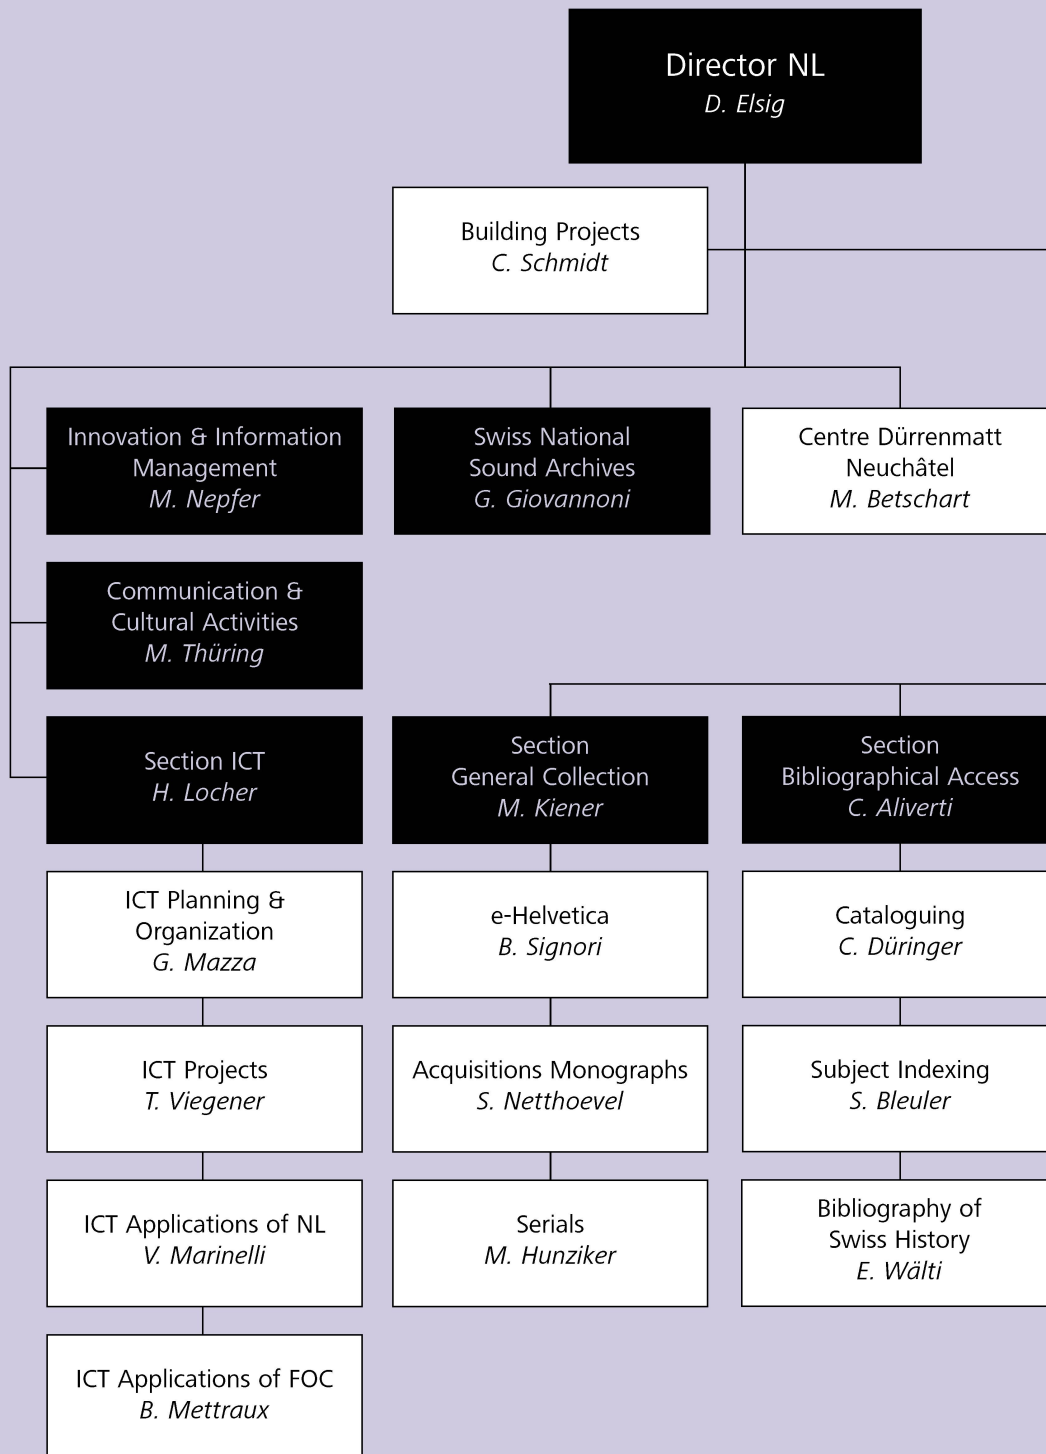 Director NL
D. Elsig
Building Projects
C. Schmidt
Innovation & Information
Management
M. Nepfer
Swiss National
Sound Archives
G. Giovannoni
Centre Dürrenmatt
Neuchâtel
M. Betschart
Communication &
Cultural Activities
M. Thüring
Section ICT
H. Locher
Section
General Collection
M. Kiener
Section
Bibliographical Access
C. Aliverti
ICT Planning &
Organization
G. Mazza
e-Helvetica
B. Signori
Cataloguing
C. Düringer
ICT Projects
T. Viegener
Acquisitions Monographs
S. Netthoevel
Subject Indexing
S. Bleuler
ICT Applications of NL
V. Marinelli
Serials
M. Hunziker
Bibliography of
Swiss History
E. Wälti
ICT Applications of FOC
B. Mettraux